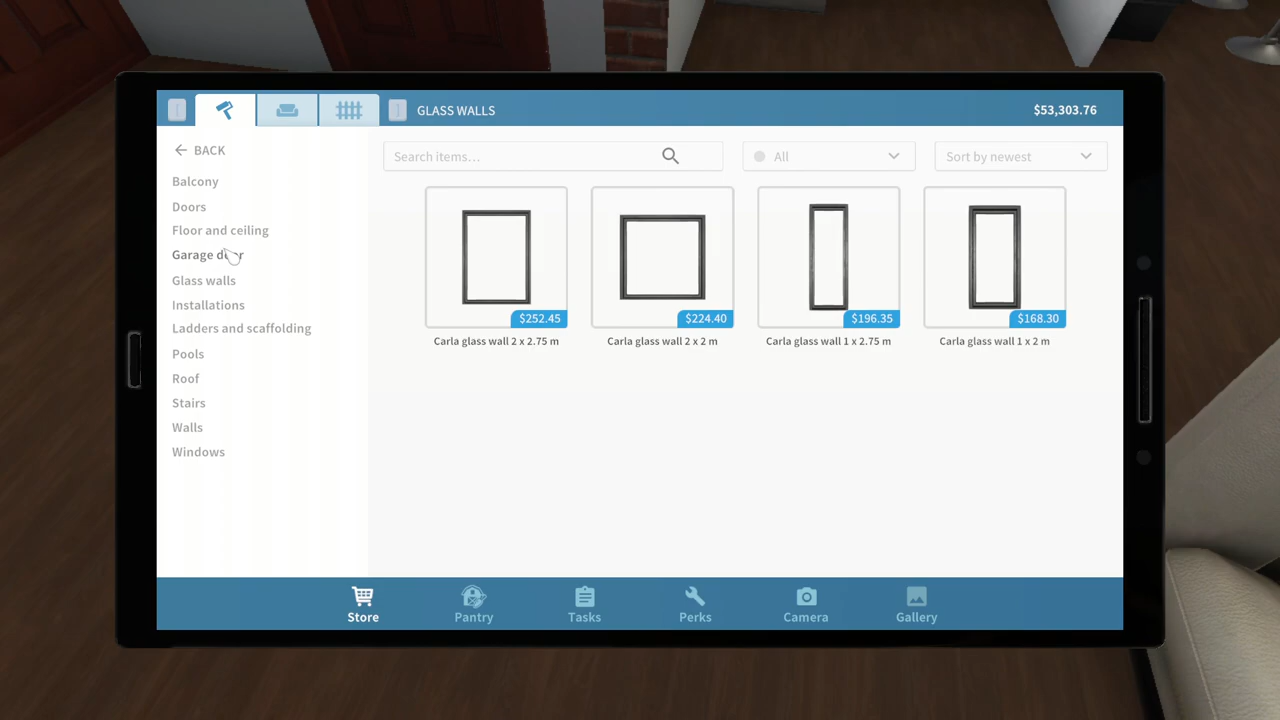 GLASS WALLS
$53,303.76
BACK
Search items...
All
Sort by newest
Balcony
Doors
Floor and ceiling
Garage door
Glass walls
Installations
Ladders and scaffolding
Pools
Roof
Stairs
Walls
Windows
$252.45
$224.40
$196.35
$168.30
Carla glass wall 2 x 2.75 m
Carla glass wall 2 x 2 m
Carla glass wall 1 x 2.75 m
Carla glass wall 1 x 2 m
Store
Pantry
Tasks
Perks
Camera
Gallery